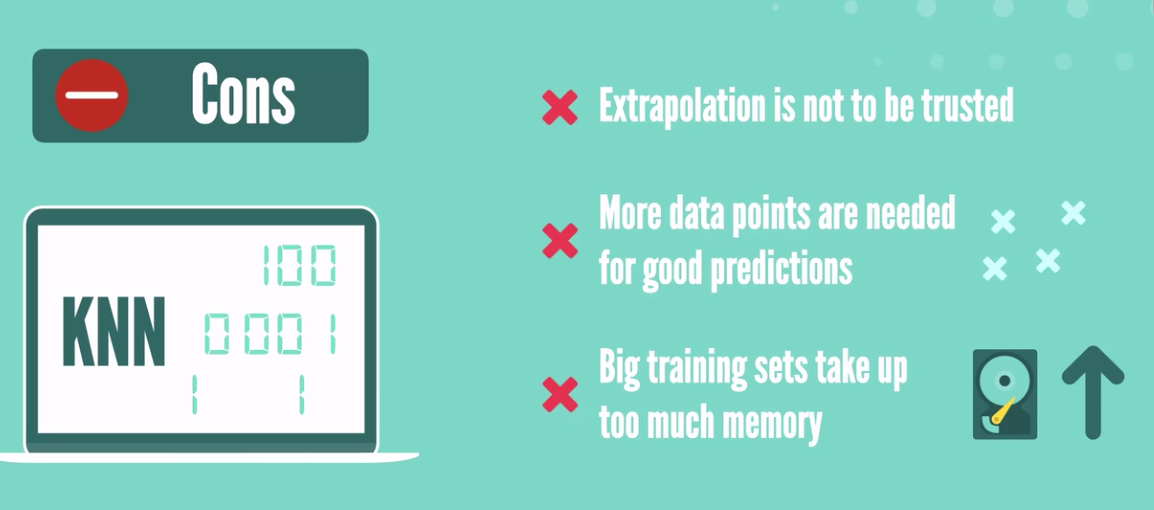 Cons
Extrapolation is not to be trusted
More data points are needed
for good predictions
Big training sets take up
too much memory
KNN
100
0001
1 1